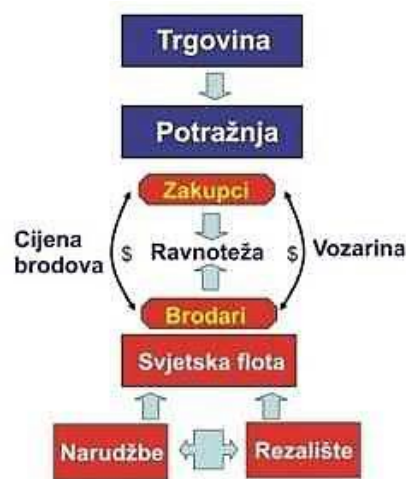 Trgovina
Potražnja
Zakupci
Cijena
brodova
$
Ravnoteža
$
Vozarina
Brodari
Svjetska flota
Narudžbe
Rezalište